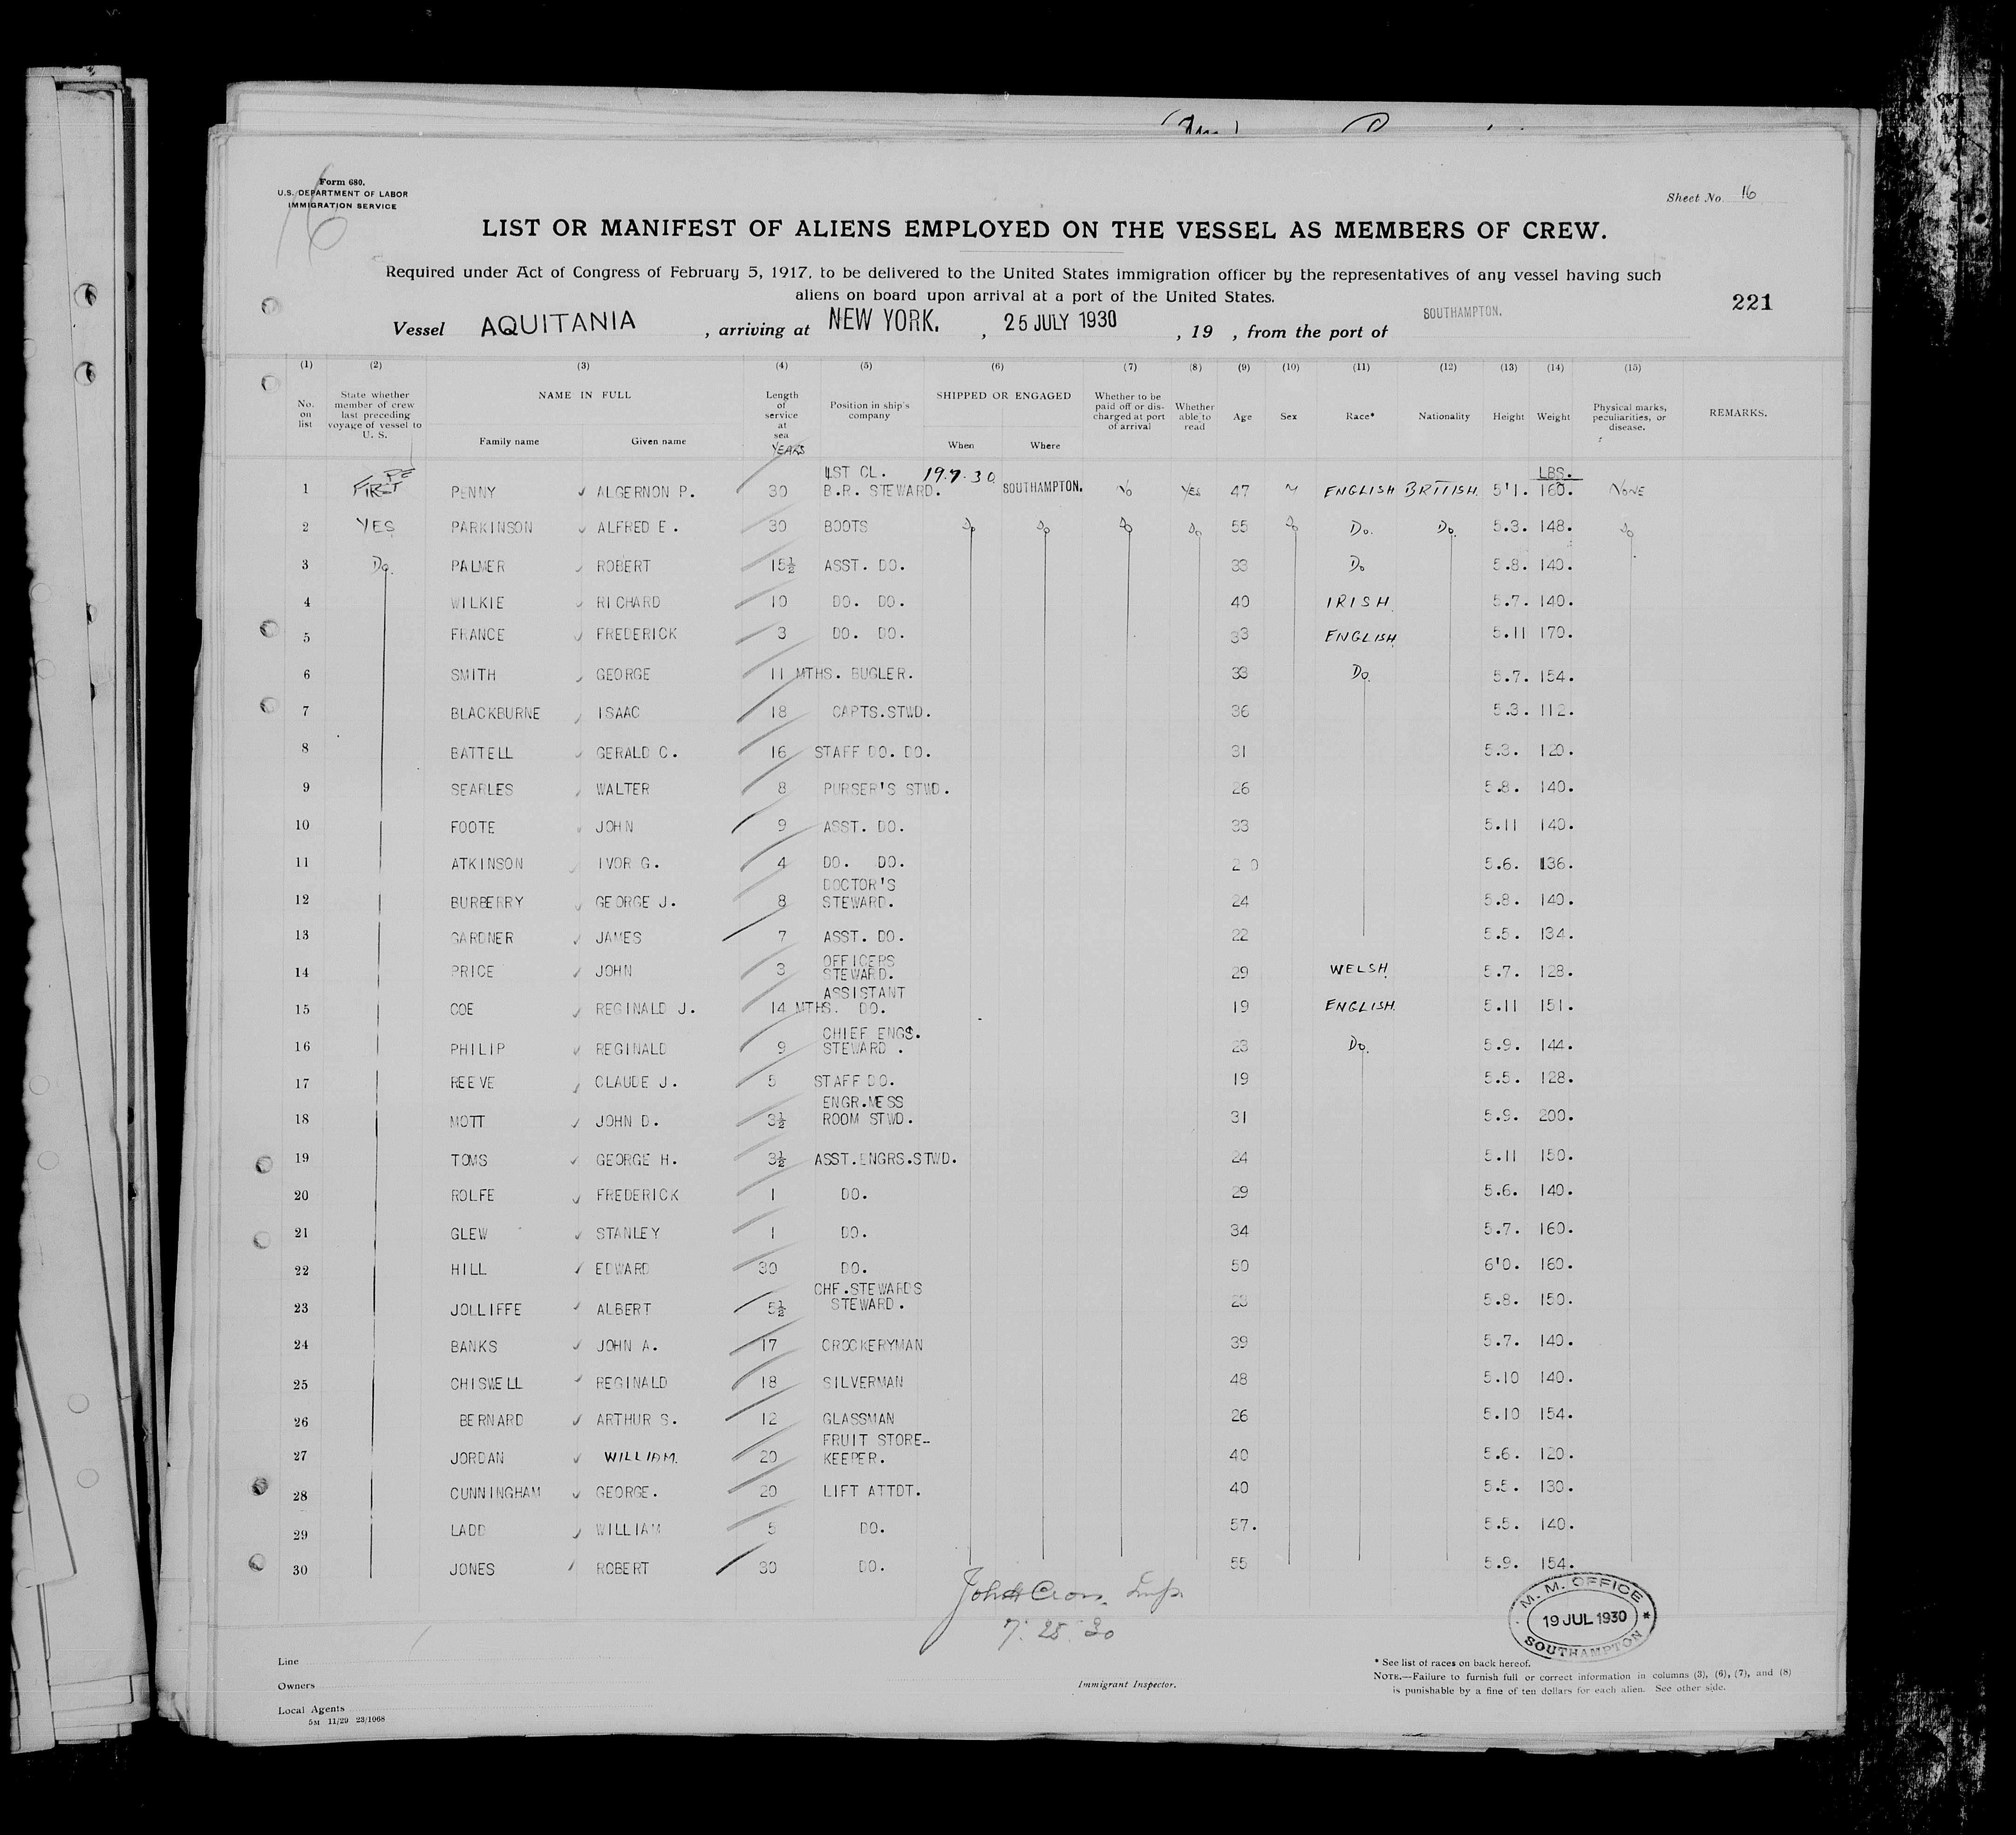 Form 680.
U.S. DEPARTMENT OF LABOR
IMMIGRATION SERVICE
16
Sheet No. 16
LIST OR MANIFEST OF ALIENS EMPLOYED ON THE VESSEL AS MEMBERS OF CREW.
Required under Act of Congress of February 5, 1917, to be delivered to the United States immigration officer by the representatives of any vessel having such
aliens on board upon arrival at a port of the United States.
221
Vessel AQUITANIA, arriving at NEW YORK., 25 JULY 1930, 19 , from the port of SOUTHAMPTON.
(1) (2) (3) (4) (5) (6) (7) (8) (9) (10) (11) (12) (13) (14) (15)
No. on list | State whether member of crew last preceding voyage of vessel to U. S. | NAME IN FULL Family name Given name | Length of service at sea YEARS | Position in ship's company | SHIPPED OR ENGAGED When Where | Whether to be paid off or discharged at port of arrival | Whether able to read | Age | Sex | Race* | Nationality | Height | Weight | Physical marks, peculiarities, or disease. | REMARKS.
1 FIRST PENNY ALGERNON P. 30 1ST CL. B.R. STEWARD. 19.7.30 SOUTHAMPTON. No YES 47 M ENGLISH BRITISH. 5'1. LBS. 160. NONE
2 YES PARKINSON ALFRED E. 30 BOOTS Do Do Do Do 55 Do Do. Do. 5.3. 148. Do
3 Do. PALMER ROBERT 15½ ASST. DO. 33 Do 5.8. 140.
4 WILKIE RICHARD 10 DO. DO. 40 IRISH. 5.7. 140.
5 FRANCE FREDERICK 3 DO. DO. 33 ENGLISH. 5.11 170.
6 SMITH GEORGE 11 MTHS. BUGLER. 33 Do. 5.7. 154.
7 BLACKBURNE ISAAC 18 CAPTS.STWD. 36 5.3. 112.
8 BATTELL GERALD C. 16 STAFF DO. DO. 31 5.3. 120.
9 SEARLES WALTER 8 PURSER'S STWD. 26 5.8. 140.
10 FOOTE JOHN 9 ASST. DO. 33 5.11 140.
11 ATKINSON IVOR G. 4 DO. DO. 20 5.6. 136.
12 BURBERRY GEORGE J. 8 DOCTOR'S STEWARD. 24 5.8. 140.
13 GARDNER JAMES 7 ASST. DO. 22 5.5. 134.
14 PRICE JOHN 3 OFFICERS STEWARD. 29 WELSH. 5.7. 128.
15 COE REGINALD J. 14 MTHS. ASSISTANT DO. 19 ENGLISH. 5.11 151.
16 PHILIP REGINALD 9 CHIEF ENGS. STEWARD. 23 Do. 5.9. 144.
17 REEVE CLAUDE J. 5 STAFF DO. 19 5.5. 128.
18 MOTT JOHN D. 3½ ENGR.MESS ROOM STWD. 31 5.9. 200.
19 TOMS GEORGE H. 3½ ASST.ENGRS.STWD. 24 5.11 150.
20 ROLFE FREDERICK 1 DO. 29 5.6. 140.
21 GLEW STANLEY 1 DO. 34 5.7. 160.
22 HILL EDWARD 30 DO. 50 6'0. 160.
23 JOLLIFFE ALBERT 5½ CHF.STEWARDS STEWARD. 23 5.8. 150.
24 BANKS JOHN A. 17 CROCKERYMAN 39 5.7. 140.
25 CHISWELL REGINALD 18 SILVERMAN 48 5.10 140.
26 BERNARD ARTHUR S. 12 GLASSMAN 26 5.10 154.
27 JORDAN WILLIAM. 20 FRUIT STORE-KEEPER. 40 5.6. 120.
28 CUNNINGHAM GEORGE. 20 LIFT ATTDT. 40 5.5. 130.
29 LADD WILLIAM 5 DO. 57. 5.5. 140.
30 JONES ROBERT 30 DO. 55 5.9. 154.
7. 25. 30
M. M. OFFICE
19 JUL 1930
SOUTHAMPTON
Line
Owners
Local Agents
5M 11/29 23/1068
Immigrant Inspector.
* See list of races on back hereof.
NOTE.—Failure to furnish full or correct information in columns (3), (6), (7), and (8)
is punishable by a fine of ten dollars for each alien. See other side.